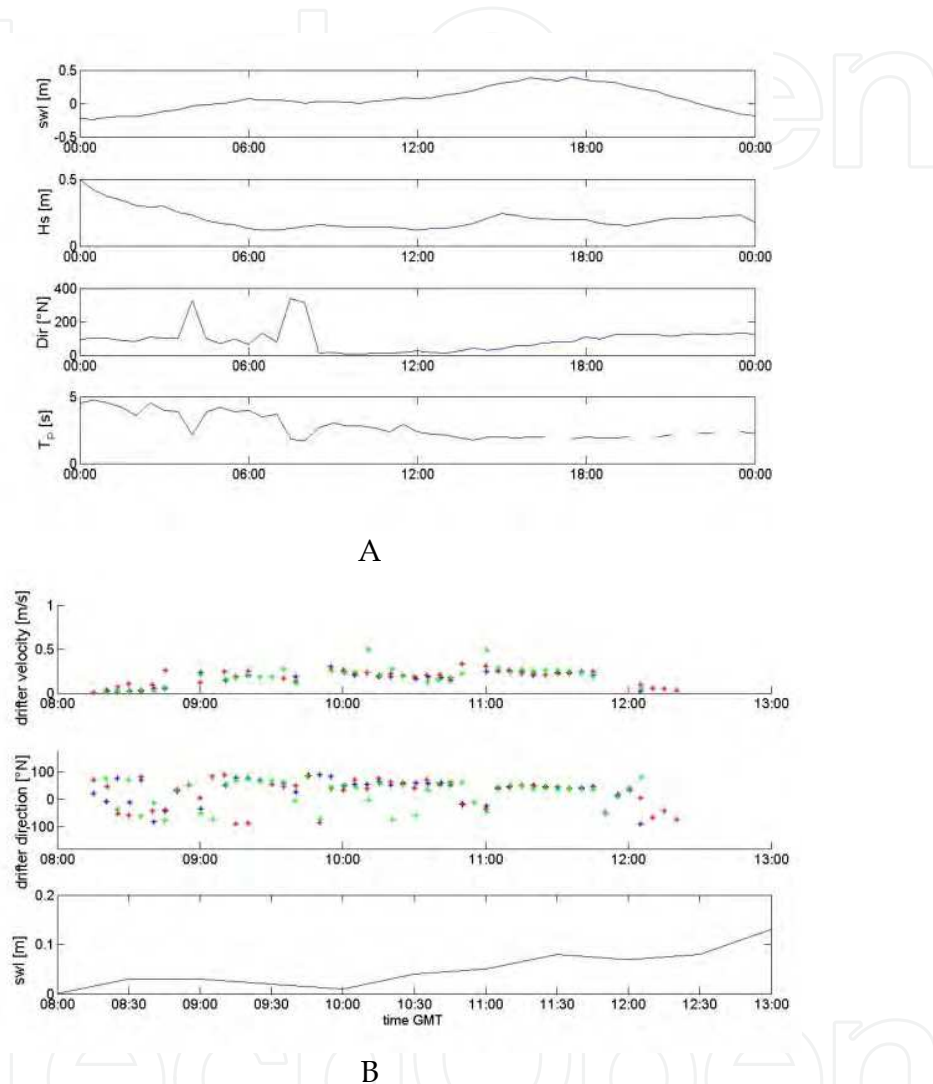 0.5
swl [m]
0
-0.5
00:00 06:00 12:00 18:00 00:00
0.5
Hs [m]
0
00:00 06:00 12:00 18:00 00:00
400
Dir [°N]
200
0
00:00 06:00 12:00 18:00 00:00
5
Tp [s]
0
00:00 06:00 12:00 18:00 00:00
A
1
drifter velocity [m/s]
0.5
0
08:00 09:00 10:00 11:00 12:00 13:00
100
drifter direction [°N]
0
-100
08:00 09:00 10:00 11:00 12:00 13:00
0.2
swl [m]
0.1
0
08:00 08:30 09:00 09:30 10:00 10:30 11:00 11:30 12:00 12:30 13:00
time GMT
B